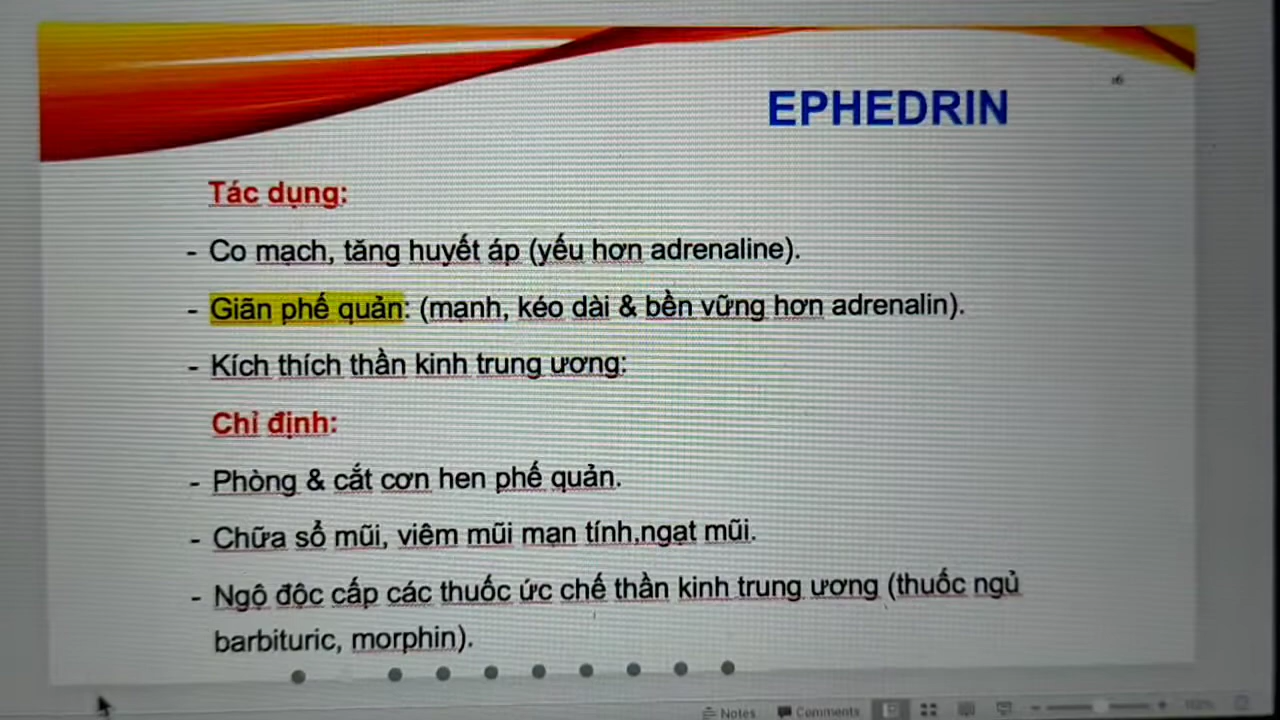 16
EPHEDRIN
Tác dụng:
- Co mạch, tăng huyết áp (yếu hơn adrenaline).
- Giãn phế quản: (mạnh, kéo dài & bền vững hơn adrenalin).
- Kích thích thần kinh trung ương:
Chỉ định:
- Phòng & cắt cơn hen phế quản.
- Chữa sổ mũi, viêm mũi mạn tính,ngạt mũi.
- Ngộ độc cấp các thuốc ức chế thần kinh trung ương (thuốc ngủ
barbituric, morphin).
Notes Comments